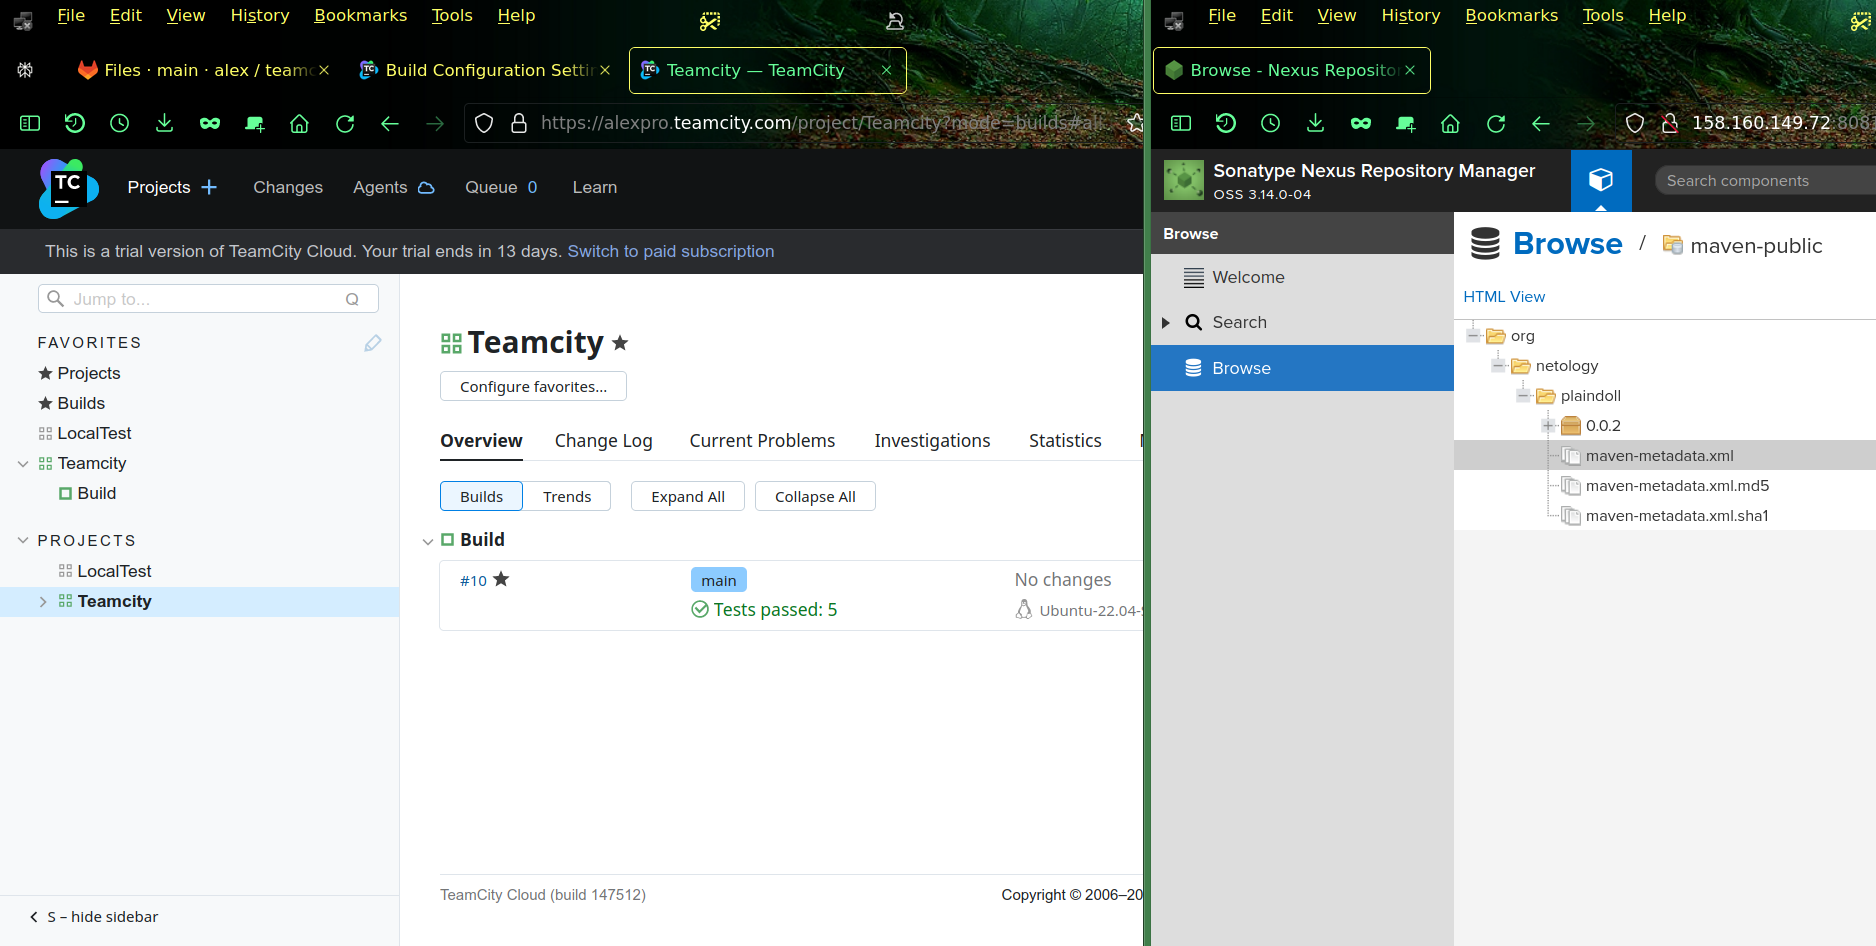 File Edit View History Bookmarks Tools Help
Files · main · alex / teamc
Build Configuration Settin
Teamcity — TeamCity
https://alexpro.teamcity.com/project/Teamcity?mode=builds#all
TC
Projects
Changes
Agents
Queue 0
Learn
This is a trial version of TeamCity Cloud. Your trial ends in 13 days. Switch to paid subscription
Jump to... Q
FAVORITES
Projects
Builds
LocalTest
Teamcity
Build
PROJECTS
LocalTest
Teamcity
S – hide sidebar
Teamcity
Configure favorites...
Overview Change Log Current Problems Investigations Statistics
Builds Trends Expand All Collapse All
Build
#10 main No changes
Tests passed: 5 Ubuntu-22.04-
TeamCity Cloud (build 147512) Copyright © 2006–20
File Edit View History Bookmarks Tools Help
Browse - Nexus Repositor
158.160.149.72:8081
Sonatype Nexus Repository Manager
OSS 3.14.0-04
Search components
Browse
Welcome
Search
Browse
Browse / maven-public
HTML View
org
netology
plaindoll
0.0.2
maven-metadata.xml
maven-metadata.xml.md5
maven-metadata.xml.sha1